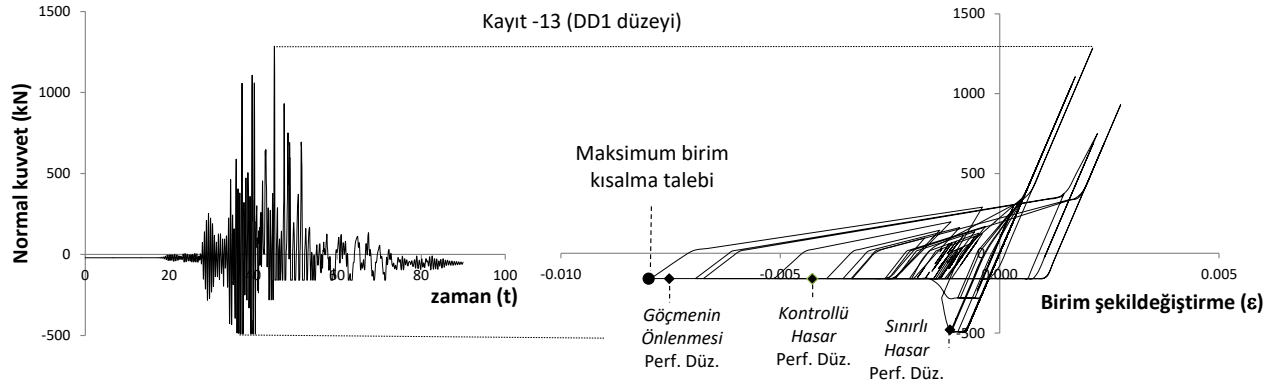 Kayıt -13 (DD1 düzeyi)
Normal kuvvet (kN)
1500
1000
500
0
-500
0
20
40
60
80
100
zaman (t)
1500
1000
500
0
-500
-0.010
-0.005
0.000
0.005
Birim şekildeğiştirme (ε)
Maksimum birim
kısalma talebi
Göçmenin
Önlenmesi
Perf. Düz.
Kontrollü
Hasar
Perf. Düz.
Sınırlı
Hasar
Perf. Düz.